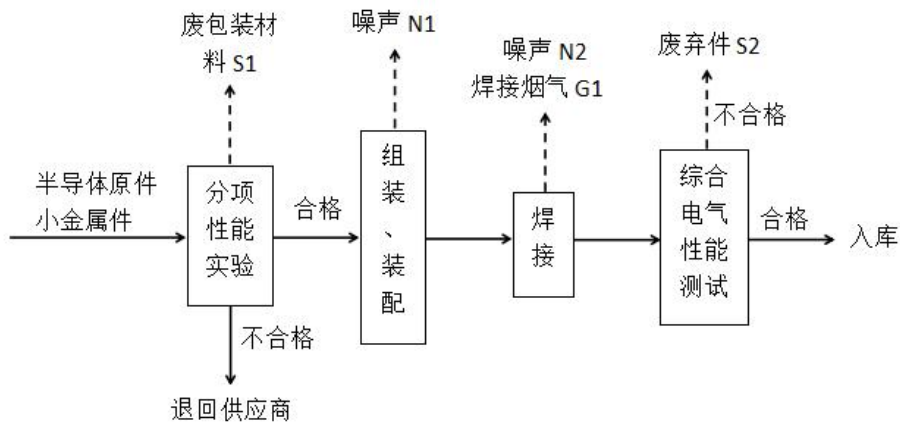 废包装材
料 S1
噪声 N1
噪声 N2
焊接烟气 G1
废弃件 S2
不合格
半导体原件
小金属件
分项
性能
实验
合格
组
装
、
装
配
焊
接
综合
电气
性能
测试
合格
入库
不合格
退回供应商